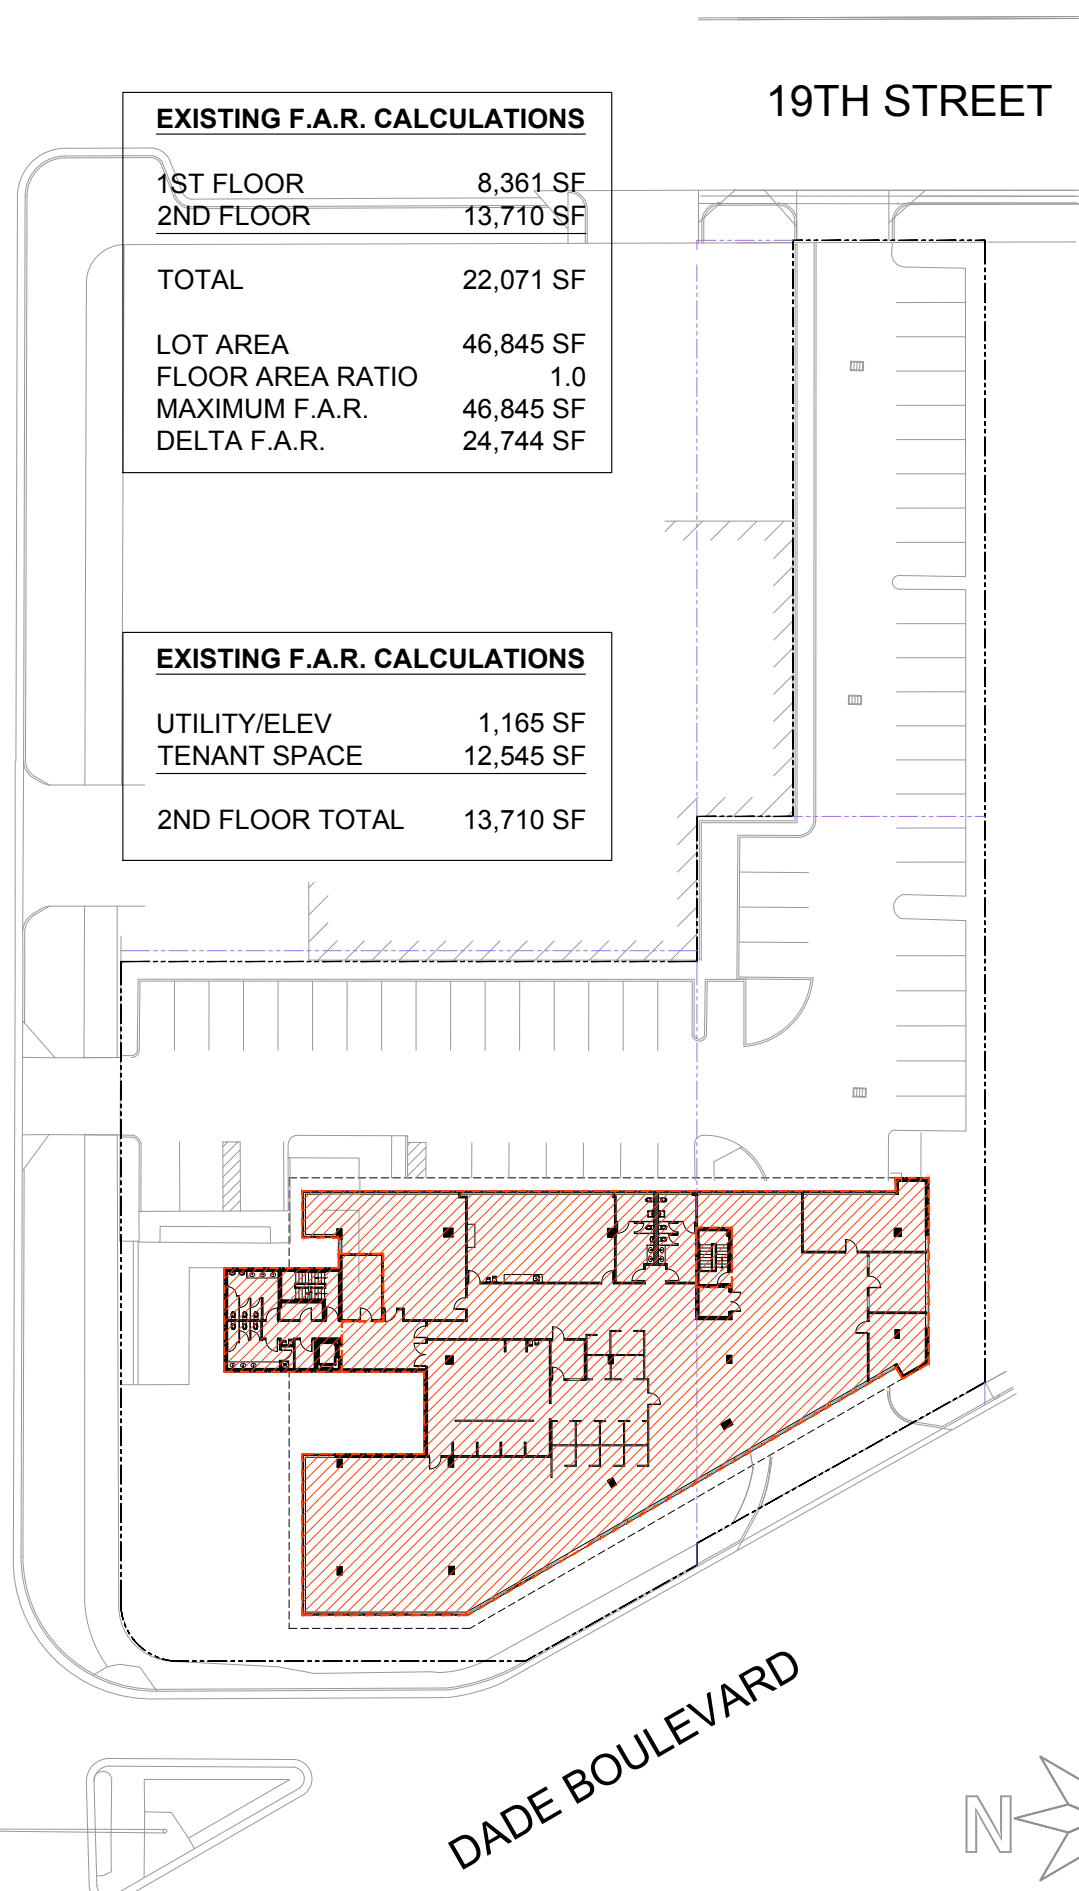 19TH STREET
EXISTING F.A.R. CALCULATIONS
1ST FLOOR 8,361 SF
2ND FLOOR 13,710 SF
TOTAL 22,071 SF
LOT AREA 46,845 SF
FLOOR AREA RATIO 1.0
MAXIMUM F.A.R. 46,845 SF
DELTA F.A.R. 24,744 SF
EXISTING F.A.R. CALCULATIONS
UTILITY/ELEV 1,165 SF
TENANT SPACE 12,545 SF
2ND FLOOR TOTAL 13,710 SF
DADE BOULEVARD
N